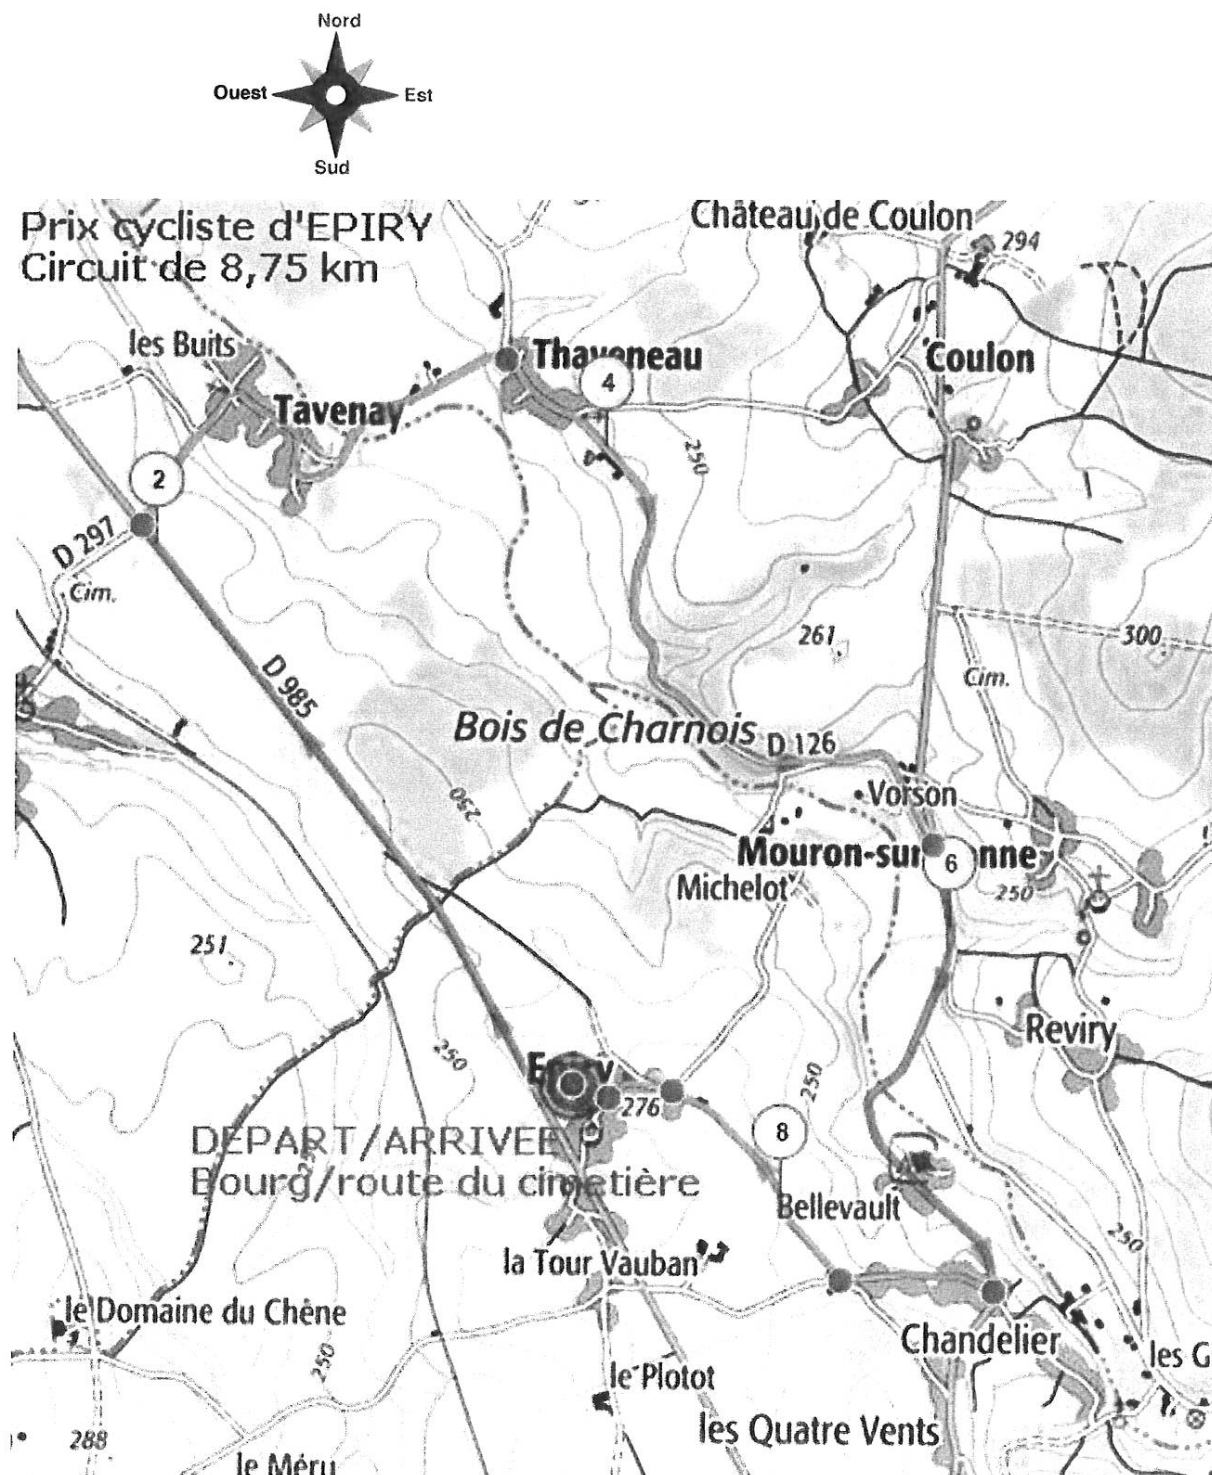 Nord
Ouest
Est
Sud
Prix cycliste d'EPIRY
Circuit de 8,75 km
Château de Coulon
294
les Buits
Thaveneau
4
Coulon
Tavenay
250
2
D 297
Cim.
261
300
D 985
Cim.
Bois de Charnois
D 126
250
Vorson
Mouron-sur-Yonne
6
Michelot
250
251
Reviry
250
250
Epiry
276
8
DEPART/ARRIVEE
Bourg/route du cimetière
Bellevault
250
la Tour Vauban
le Domaine du Chêne
Chandelier
250
le Plotot
les G
les Quatre Vents
288
le Méru